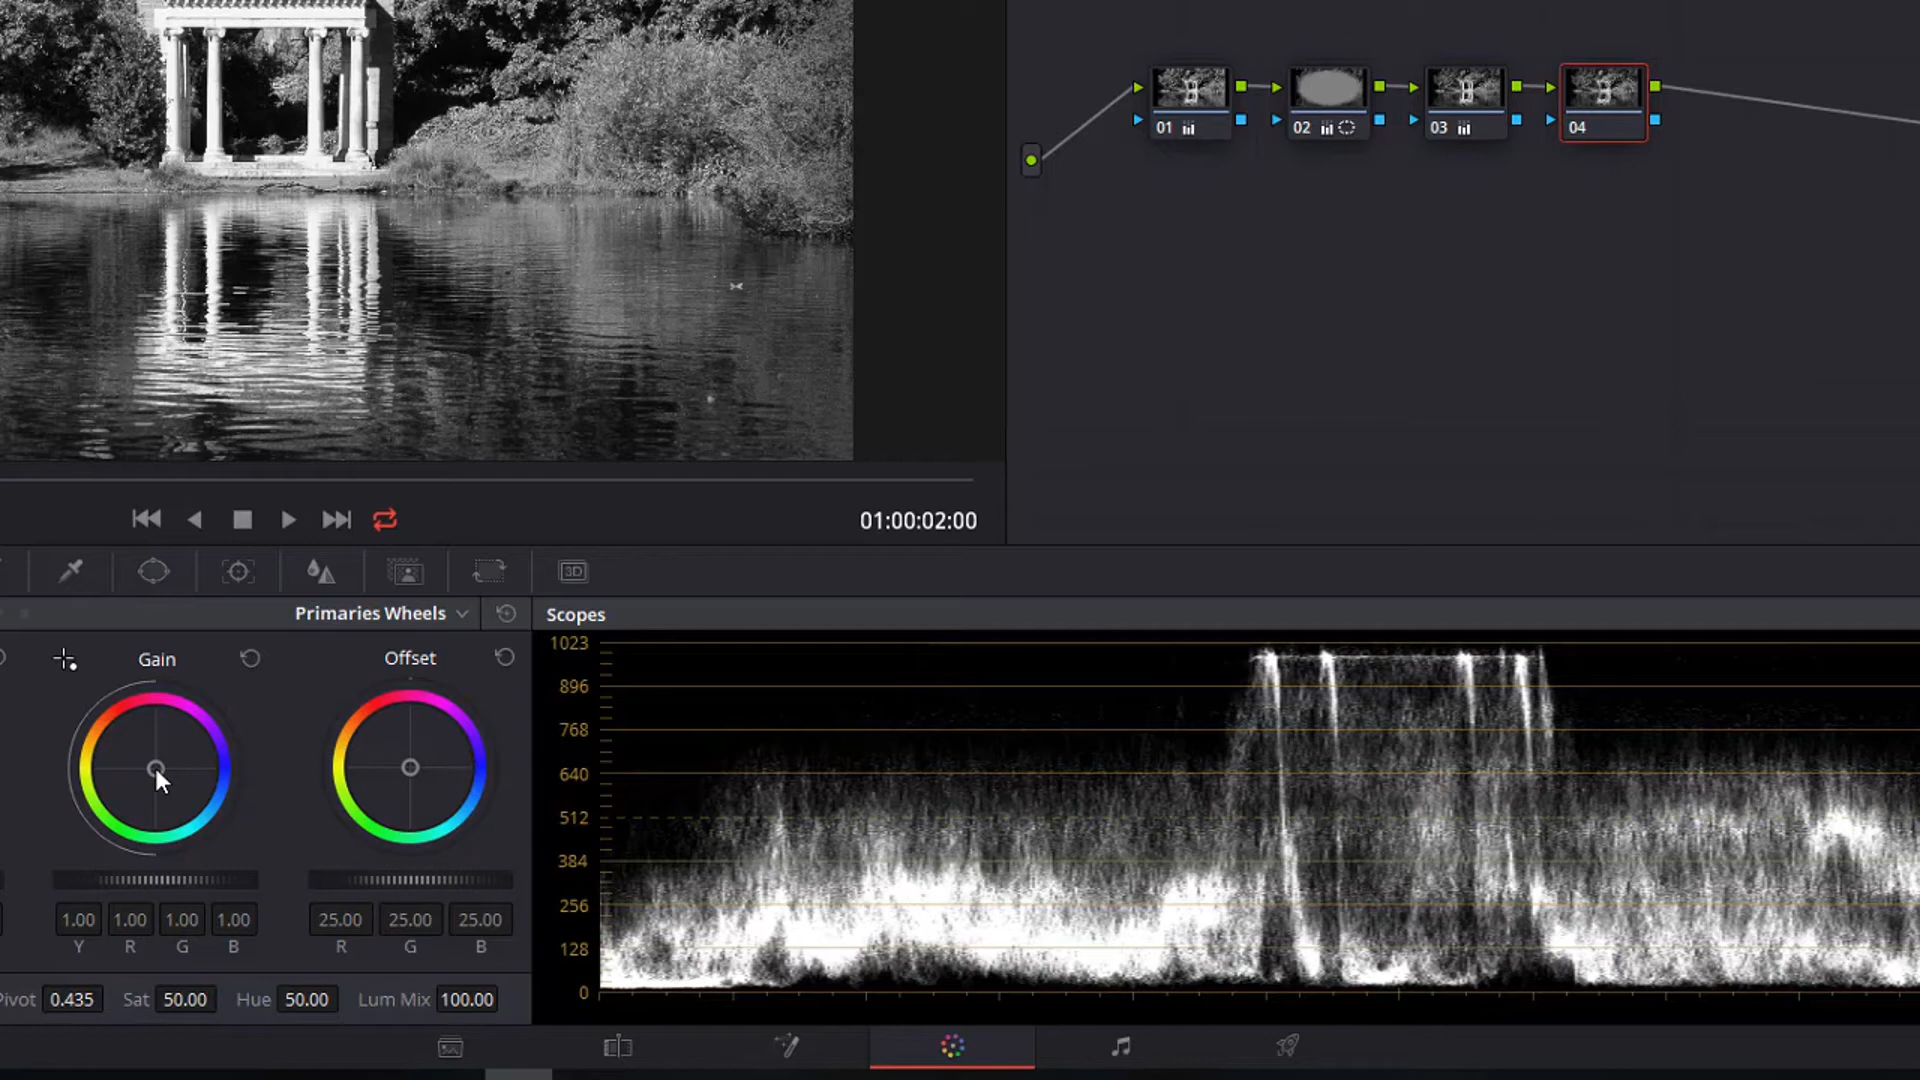 01
02
03
04
01:00:02:00
3D
Primaries Wheels
Scopes
Gain
Offset
1023
896
768
640
512
384
256
128
0
1.00 1.00 1.00 1.00
Y R G B
25.00 25.00 25.00
R G B
Pivot 0.435 Sat 50.00 Hue 50.00 Lum Mix 100.00